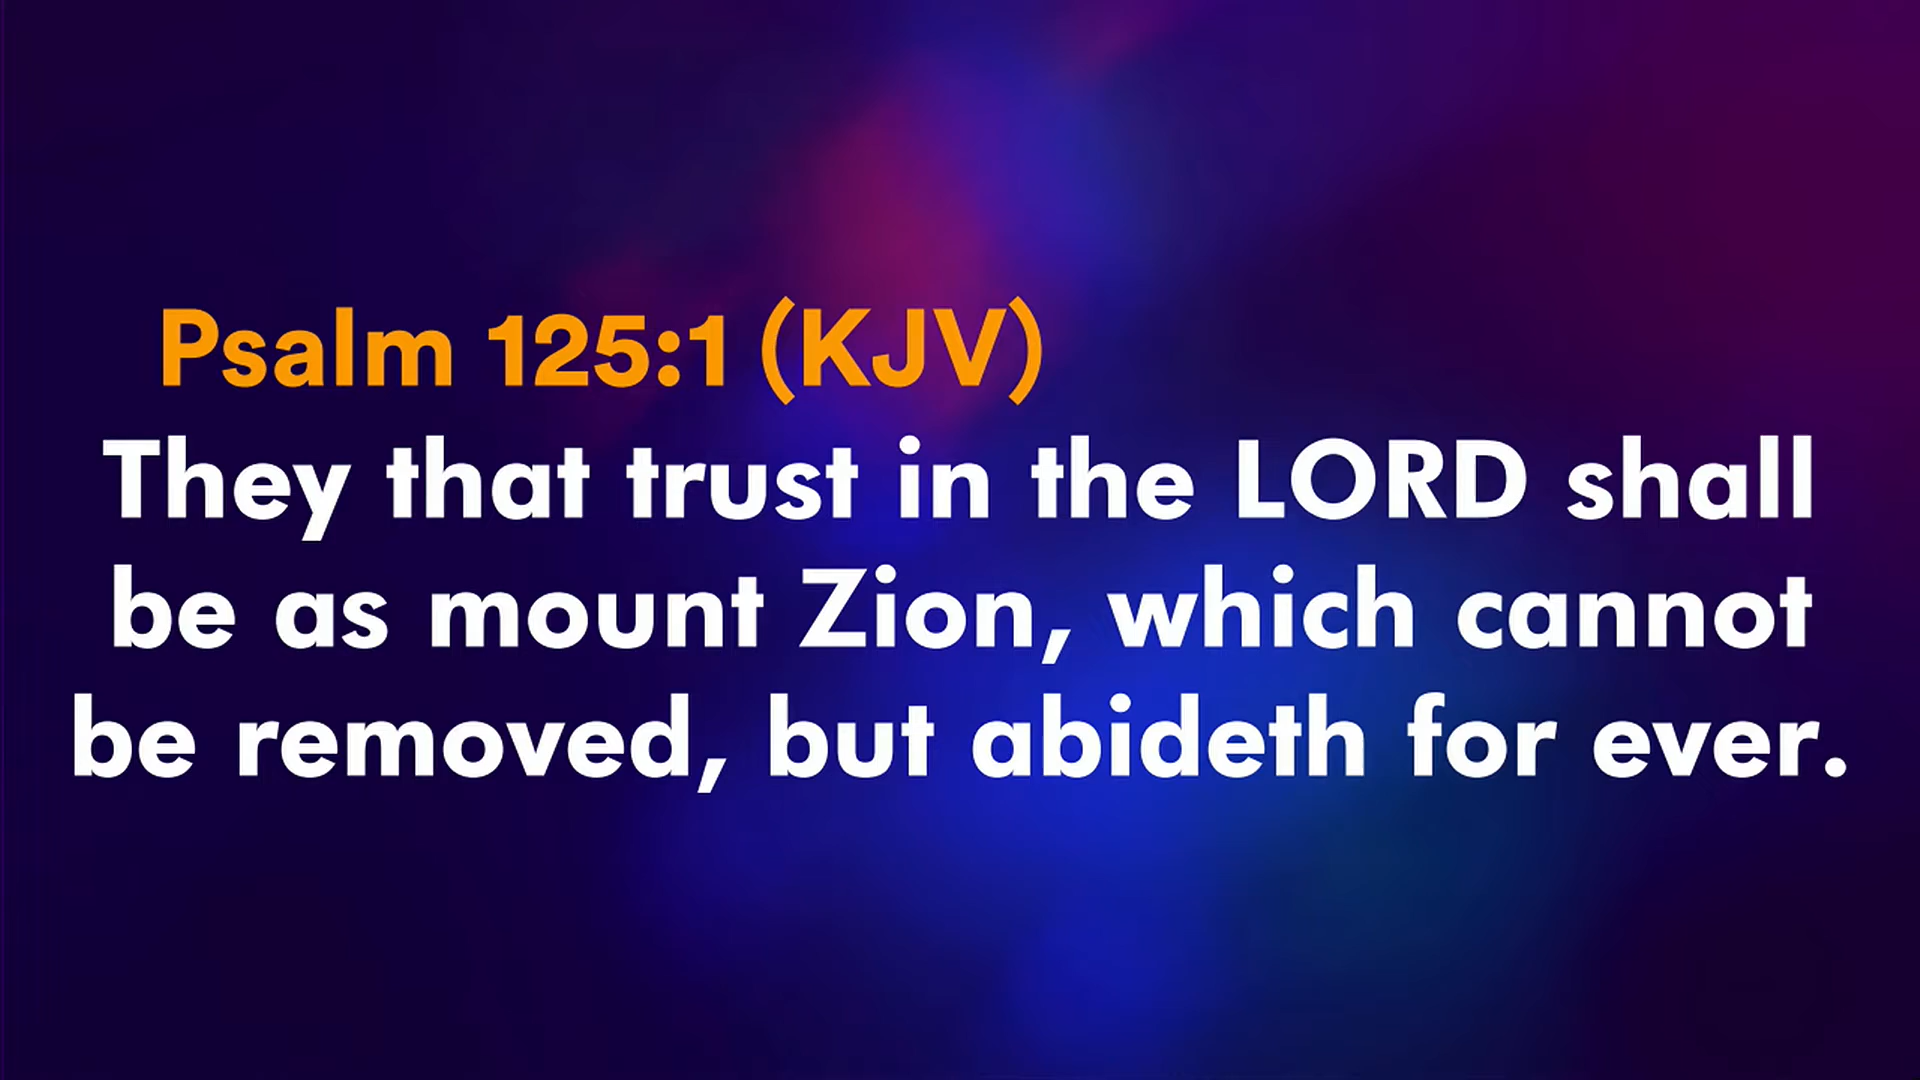 Psalm 125:1 (KJV)
They that trust in the LORD shall
be as mount Zion, which cannot
be removed, but abideth for ever.